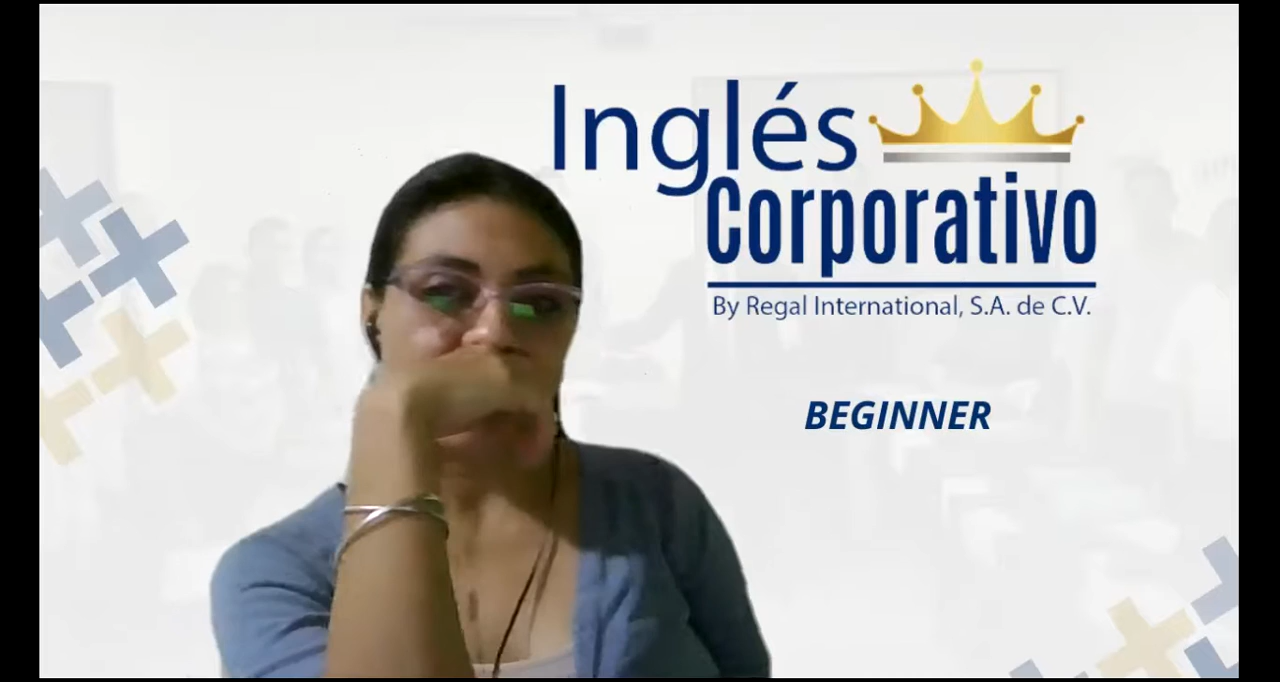 Inglés
Corporativo
By Regal International, S.A. de C.V.
BEGINNER